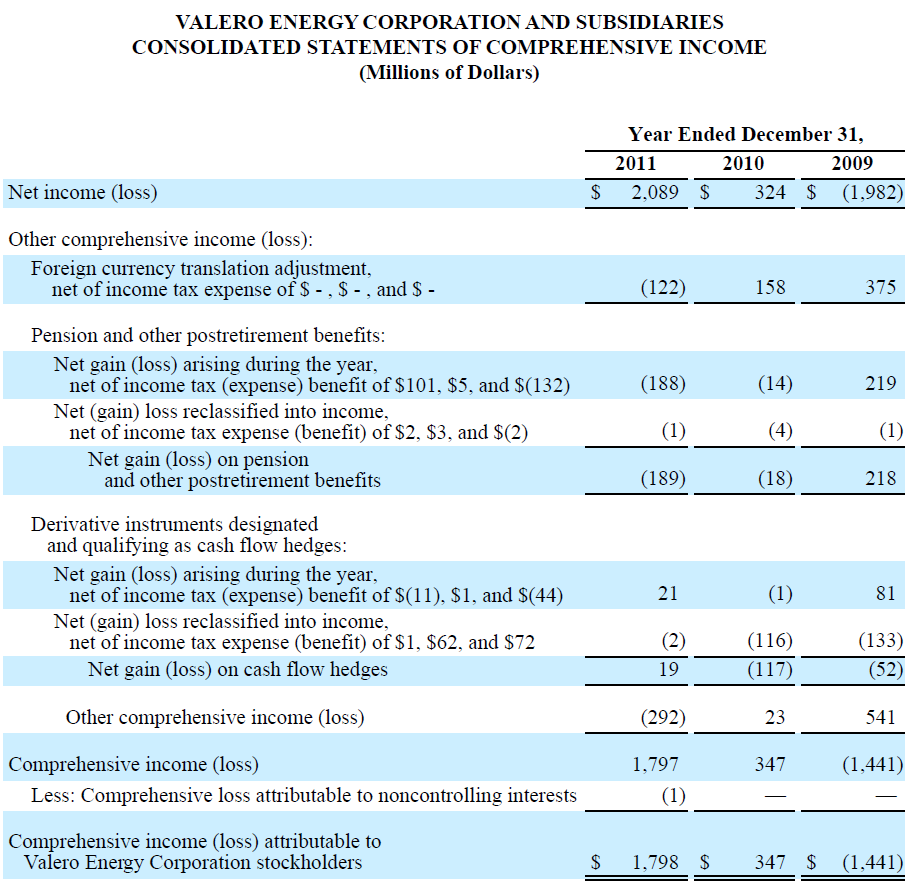 VALERO ENERGY CORPORATION AND SUBSIDIARIES
CONSOLIDATED STATEMENTS OF COMPREHENSIVE INCOME
(Millions of Dollars)
Year Ended December 31,
2011 2010 2009
Net income (loss) $ 2,089 $ 324 $ (1,982)
Other comprehensive income (loss):
Foreign currency translation adjustment,
net of income tax expense of $ - , $ - , and $ - (122) 158 375
Pension and other postretirement benefits:
Net gain (loss) arising during the year,
net of income tax (expense) benefit of $101, $5, and $(132) (188) (14) 219
Net (gain) loss reclassified into income,
net of income tax expense (benefit) of $2, $3, and $(2) (1) (4) (1)
Net gain (loss) on pension
and other postretirement benefits (189) (18) 218
Derivative instruments designated
and qualifying as cash flow hedges:
Net gain (loss) arising during the year,
net of income tax (expense) benefit of $(11), $1, and $(44) 21 (1) 81
Net (gain) loss reclassified into income,
net of income tax expense (benefit) of $1, $62, and $72 (2) (116) (133)
Net gain (loss) on cash flow hedges 19 (117) (52)
Other comprehensive income (loss) (292) 23 541
Comprehensive income (loss) 1,797 347 (1,441)
Less: Comprehensive loss attributable to noncontrolling interests (1) — —
Comprehensive income (loss) attributable to
Valero Energy Corporation stockholders $ 1,798 $ 347 $ (1,441)